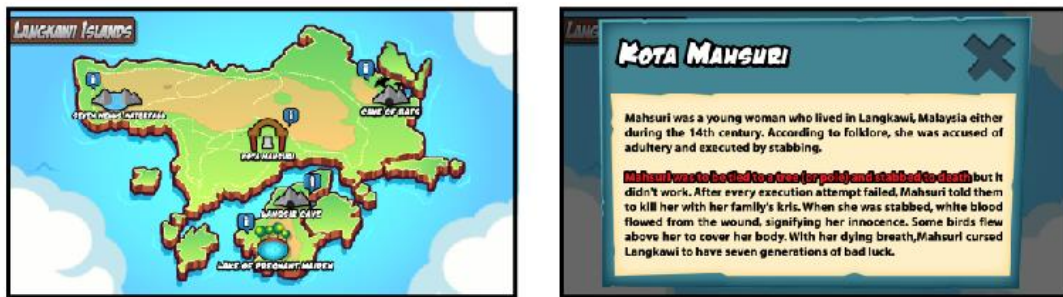 LANGKAWI ISLANDS
SEVEN WELLS WATERFALL
CAVE OF BATS
KOTA MAHSURI
LANGSIR CAVE
LAKE OF PREGNANT MAIDEN
LANG
KOTA MAHSURI
Mahsuri was a young woman who lived in Langkawi, Malaysia either
during the 14th century. According to folklore, she was accused of
adultery and executed by stabbing.
Mahsuri was to be tied to a tree (or pole) and stabbed to death but it
didn't work. After every execution attempt failed, Mahsuri told them
to kill her with her family's kris. When she was stabbed, white blood
flowed from the wound, signifying her innocence. Some birds flew
above her to cover her body. With her dying breath,Mahsuri cursed
Langkawi to have seven generations of bad luck.